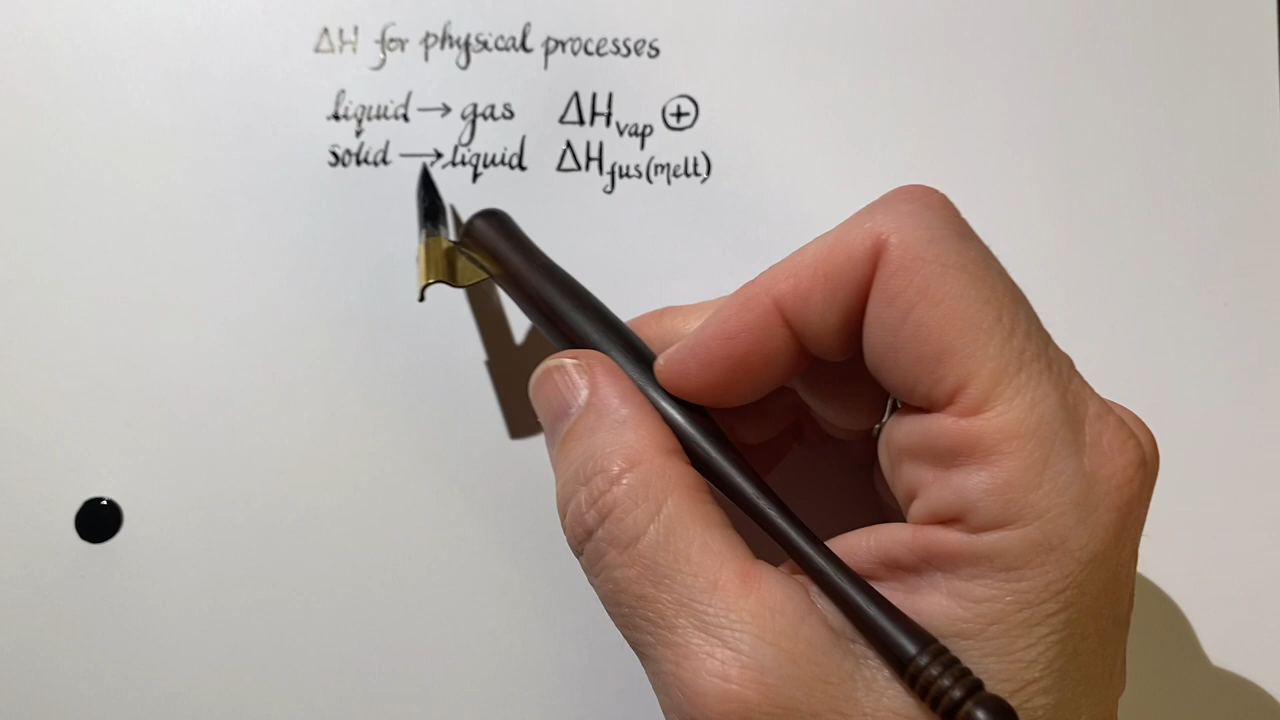 ΔH for physical processes
liquid → gas ΔHvap ⊕
solid → liquid ΔHfus(melt)